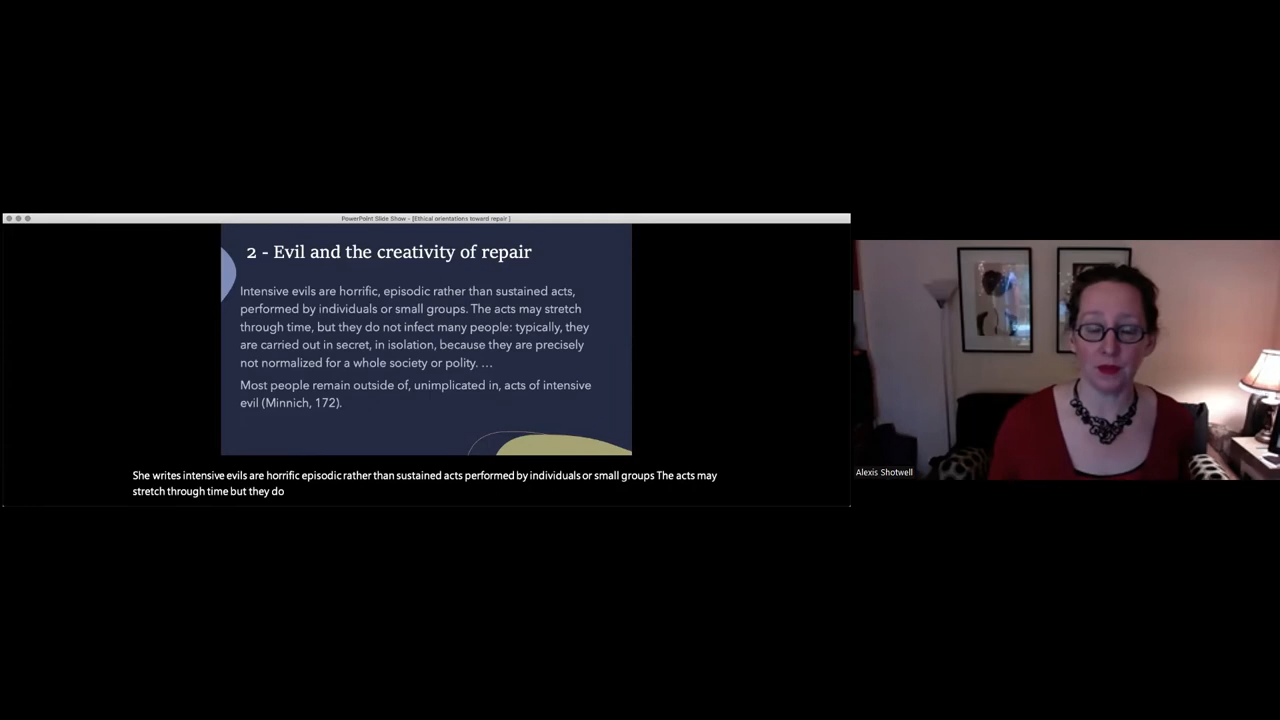 PowerPoint Slide Show - [Ethical orientations toward repair ]
2 - Evil and the creativity of repair
Intensive evils are horrific, episodic rather than sustained acts,
performed by individuals or small groups. The acts may stretch
through time, but they do not infect many people: typically, they
are carried out in secret, in isolation, because they are precisely
not normalized for a whole society or polity. …
Most people remain outside of, unimplicated in, acts of intensive
evil (Minnich, 172).
She writes intensive evils are horrific episodic rather than sustained acts performed by individuals or small groups The acts may
stretch through time but they do
Alexis Shotwell